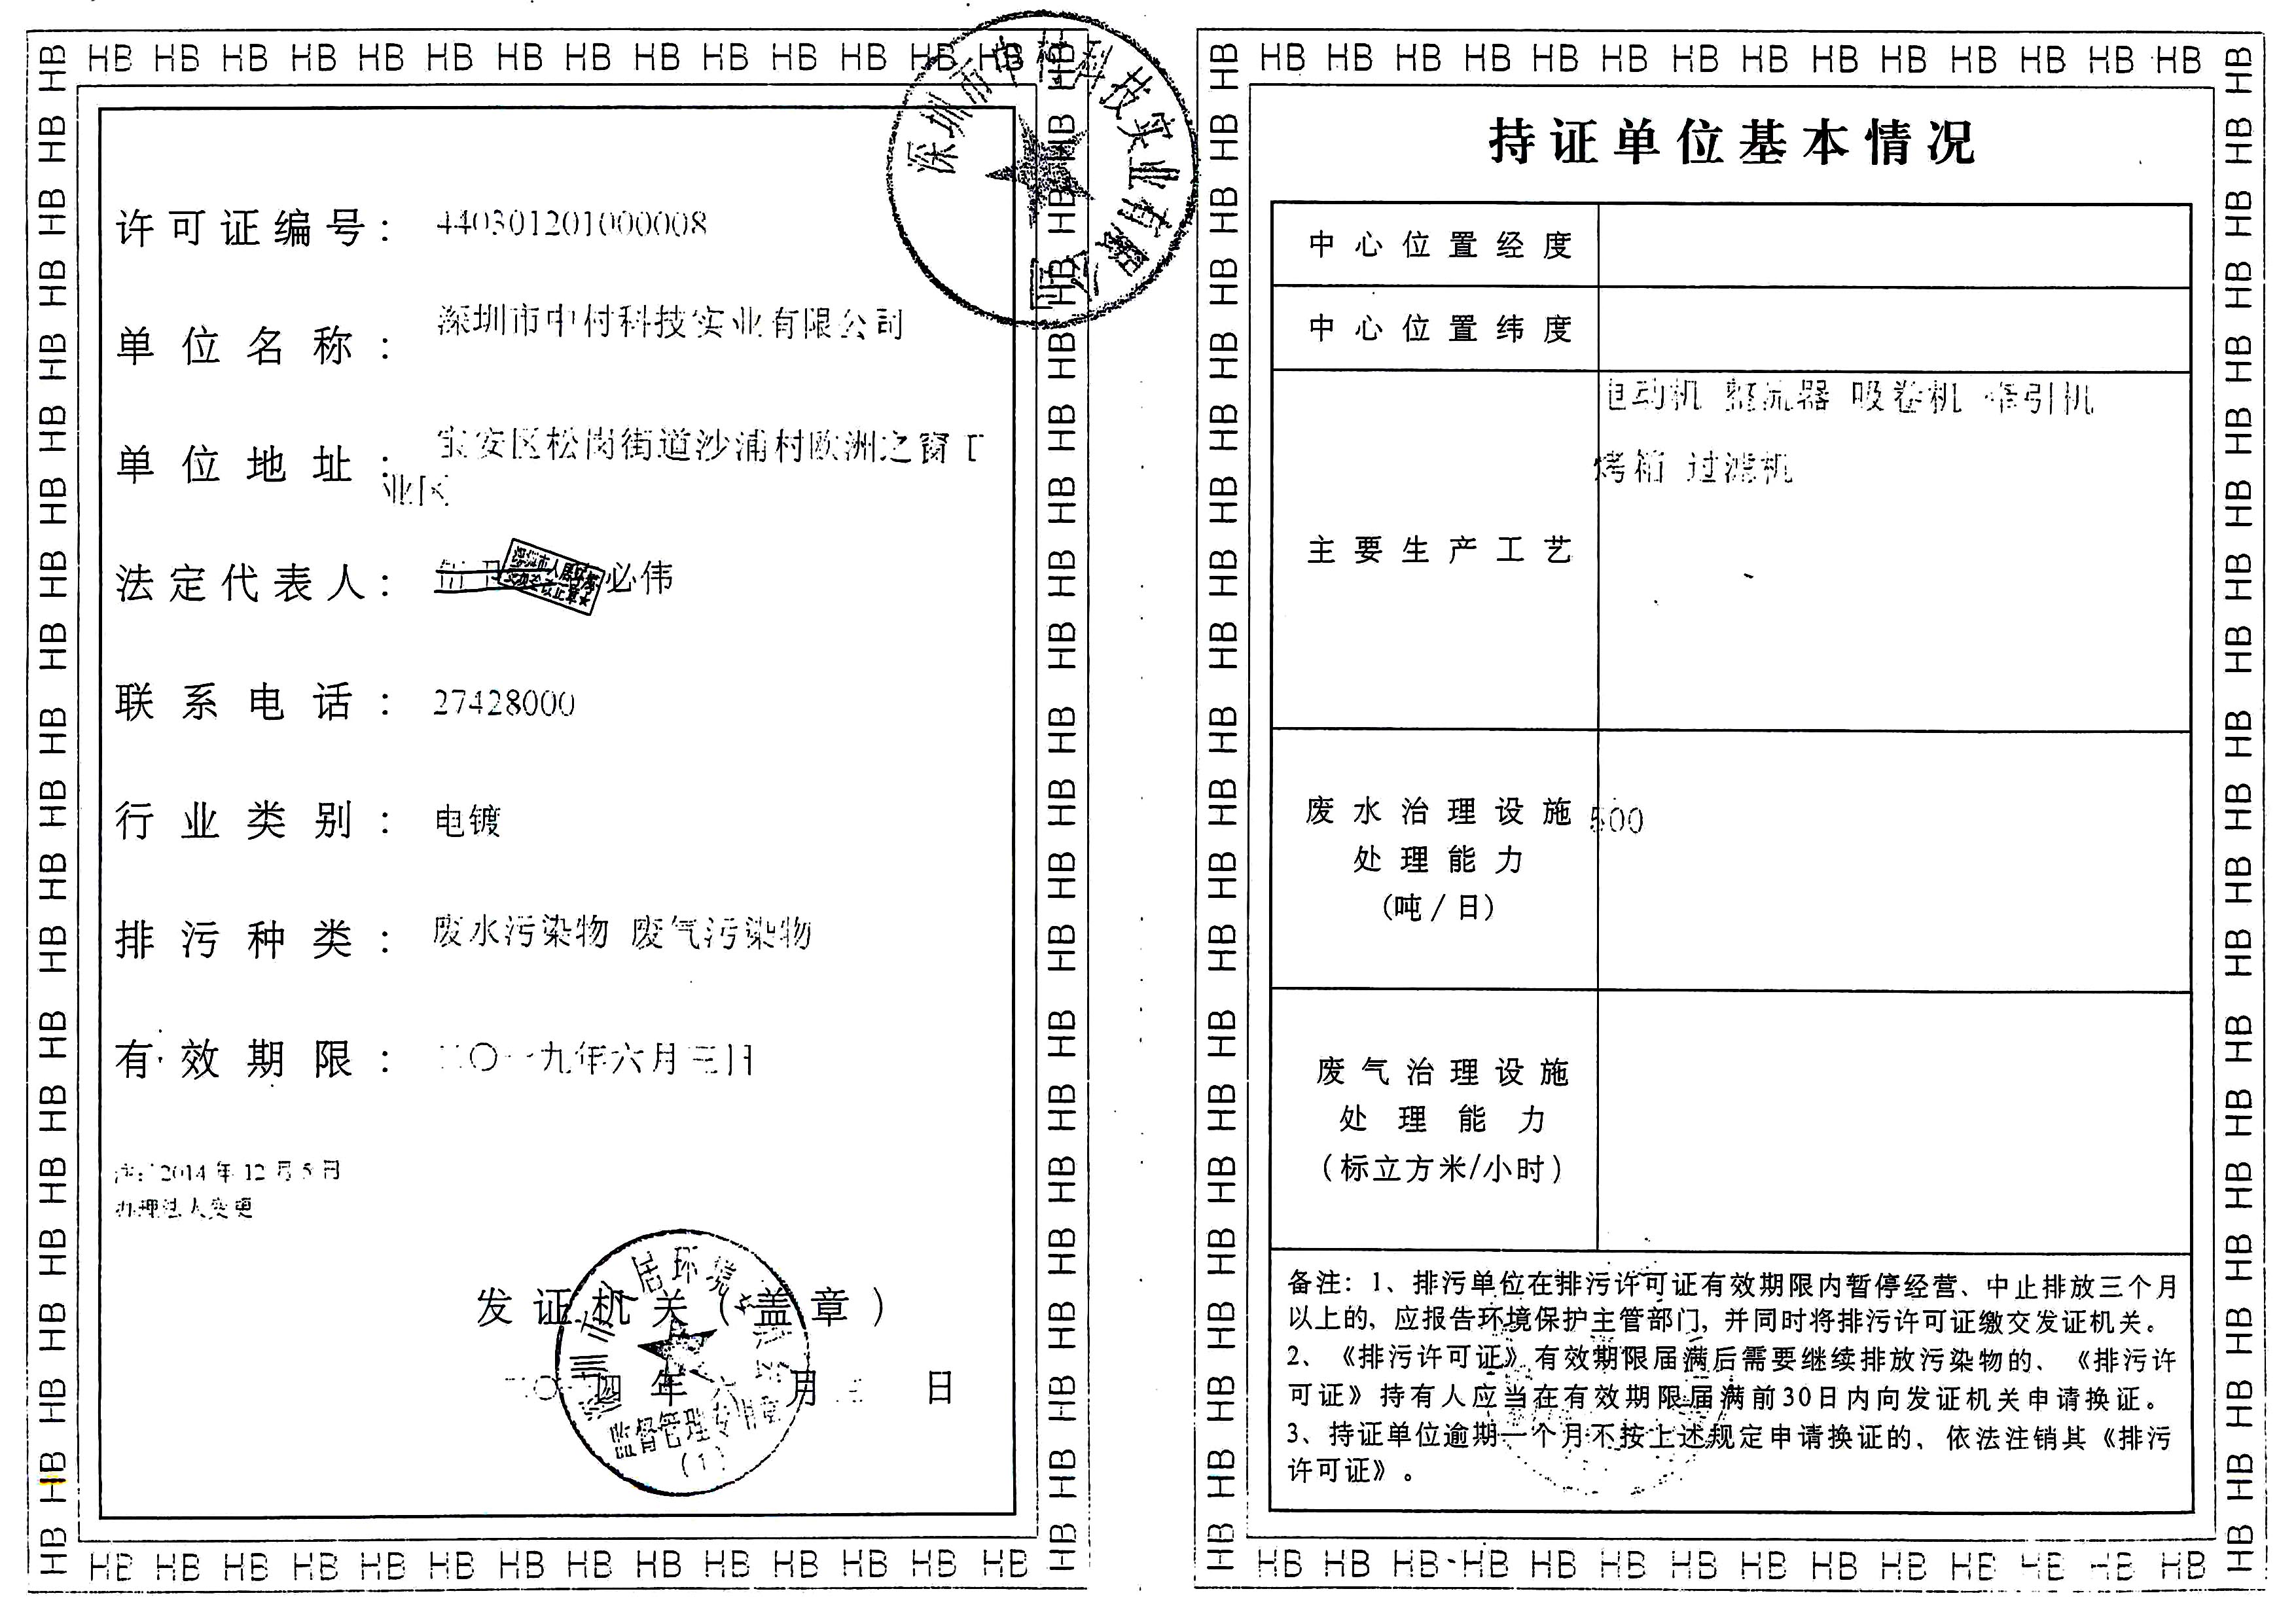 许可证编号： 440301201000008
单位名称： 深圳市中村科技实业有限公司
单位地址： 宝安区松岗街道沙浦村欧洲之窗工
业区
法定代表人： 必伟
联系电话： 27428000
行业类别： 电镀
排污种类： 废水污染物 废气污染物
有效期限： 二〇一九年六月三日
注：2014年12月5日
办理法人变更
发证机关（盖章）
二〇一四年六月三日
监督管理专用章
(1)
深圳市中村科技实业有限公司
持证单位基本情况
中心位置经度
中心位置纬度
主要生产工艺
电动机 整流器 吸卷机 牵引机
烤箱 过滤机
废水治理设施 500
处理能力
(吨/日)
废气治理设施
处理能力
(标立方米/小时)
备注：1、排污单位在排污许可证有效期限内暂停经营、中止排放三个月
以上的，应报告环境保护主管部门，并同时将排污许可证缴交发证机关。
2、《排污许可证》有效期限届满后需要继续排放污染物的、《排污许
可证》持有人应当在有效期限届满前30日内向发证机关申请换证。
3、持证单位逾期一个月不按上述规定申请换证的，依法注销其《排污
许可证》。
HB HB HB HB HB HB HB HB HB HB HB HB HB HB